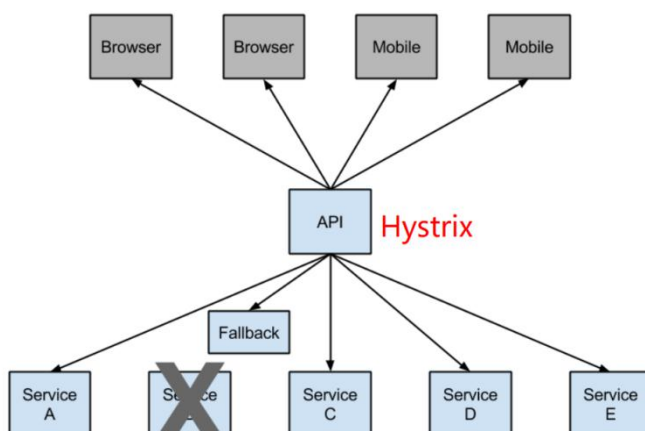 Browser
Browser
Mobile
Mobile
API
Hystrix
Fallback
Service
A
Service
C
Service
D
Service
E